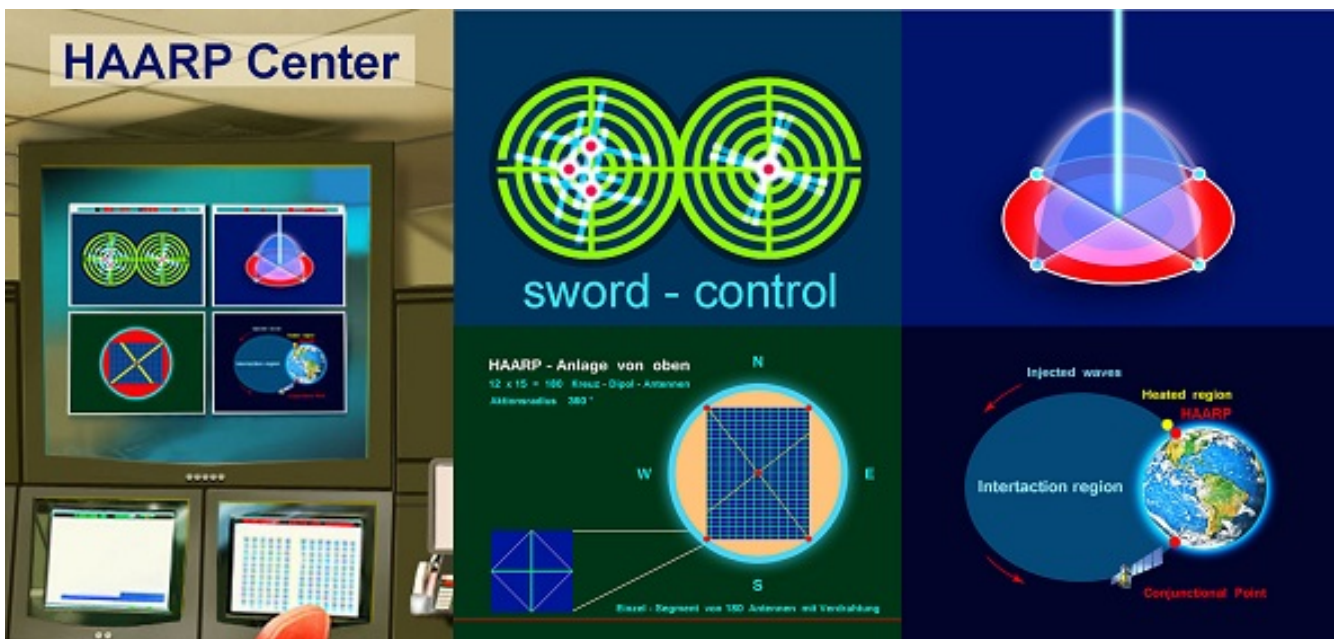 HAARP Center
sword - control
HAARP - Anlage von oben
12 x 15 = 180 Kreuz - Dipol - Antennen
Aktionsradius 360 °
N
W
E
S
Einzel - Segment von 180 Antennen mit Verdrahtung
Injected waves
Heated region
HAARP
Intertaction region
Conjunctional Point